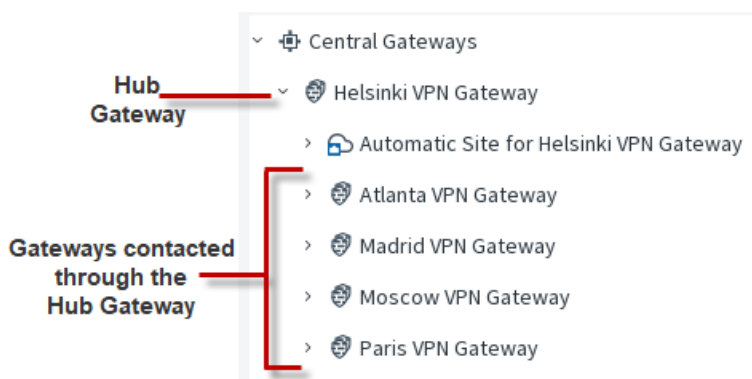 Central Gateways
Hub
Gateway
Helsinki VPN Gateway
Automatic Site for Helsinki VPN Gateway
Atlanta VPN Gateway
Gateways contacted
through the
Hub Gateway
Madrid VPN Gateway
Moscow VPN Gateway
Paris VPN Gateway